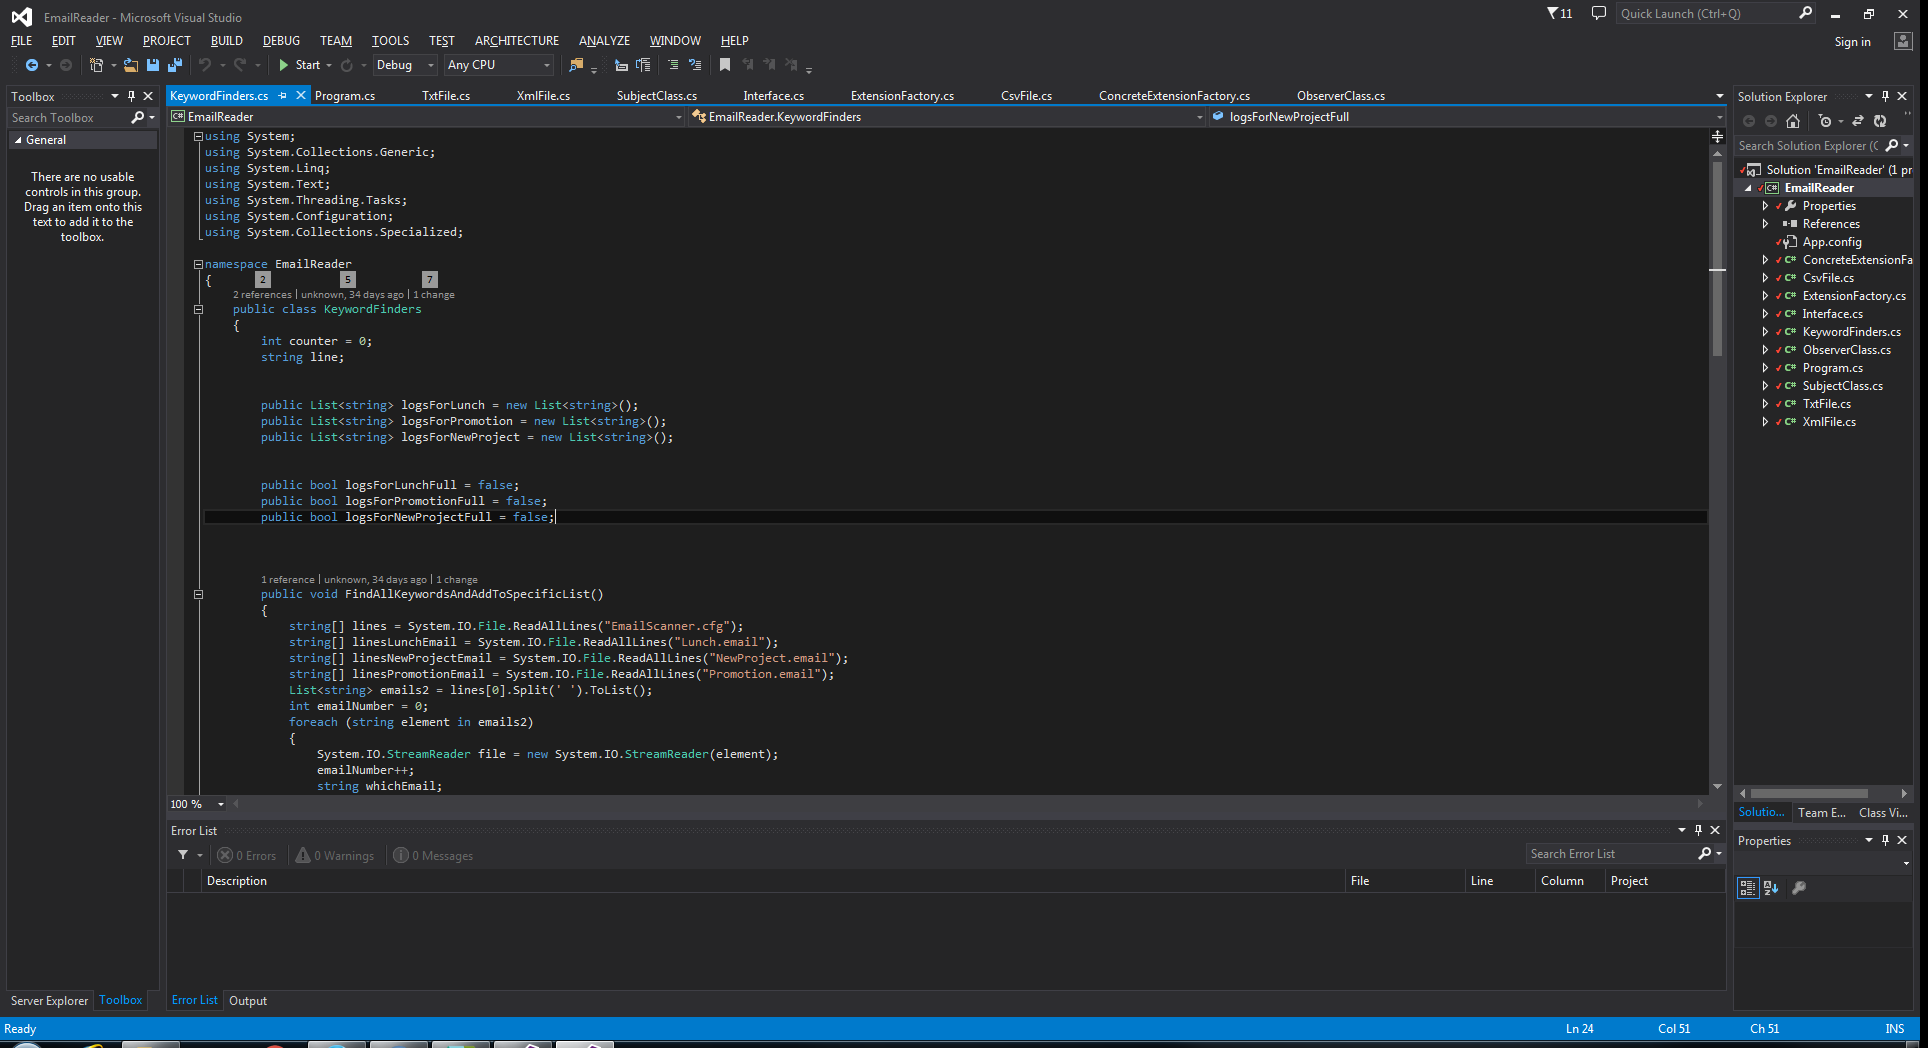 EmailReader - Microsoft Visual Studio
11
Quick Launch (Ctrl+Q)
FILE EDIT VIEW PROJECT BUILD DEBUG TEAM TOOLS TEST ARCHITECTURE ANALYZE WINDOW HELP
Sign in
Start Debug Any CPU
Toolbox
Search Toolbox
General
There are no usable
controls in this group.
Drag an item onto this
text to add it to the
toolbox.
Server Explorer Toolbox
KeywordFinders.cs Program.cs TxtFile.cs XmlFile.cs SubjectClass.cs Interface.cs ExtensionFactory.cs CsvFile.cs ConcreteExtensionFactory.cs ObserverClass.cs
C# EmailReader EmailReader.KeywordFinders logsForNewProjectFull
using System;
using System.Collections.Generic;
using System.Linq;
using System.Text;
using System.Threading.Tasks;
using System.Configuration;
using System.Collections.Specialized;
namespace EmailReader
{ 2 5 7
2 references | unknown, 34 days ago | 1 change
public class KeywordFinders
{
int counter = 0;
string line;
public List<string> logsForLunch = new List<string>();
public List<string> logsForPromotion = new List<string>();
public List<string> logsForNewProject = new List<string>();
public bool logsForLunchFull = false;
public bool logsForPromotionFull = false;
public bool logsForNewProjectFull = false;
1 reference | unknown, 34 days ago | 1 change
public void FindAllKeywordsAndAddToSpecificList()
{
string[] lines = System.IO.File.ReadAllLines("EmailScanner.cfg");
string[] linesLunchEmail = System.IO.File.ReadAllLines("Lunch.email");
string[] linesNewProjectEmail = System.IO.File.ReadAllLines("NewProject.email");
string[] linesPromotionEmail = System.IO.File.ReadAllLines("Promotion.email");
List<string> emails2 = lines[0].Split(' ').ToList();
int emailNumber = 0;
foreach (string element in emails2)
{
System.IO.StreamReader file = new System.IO.StreamReader(element);
emailNumber++;
string whichEmail;
100 %
Error List
0 Errors 0 Warnings 0 Messages
Search Error List
Description File Line Column Project
Error List Output
Solution Explorer
Search Solution Explorer (C
Solution 'EmailReader' (1 pr
C# EmailReader
Properties
References
App.config
C# ConcreteExtensionFa
C# CsvFile.cs
C# ExtensionFactory.cs
C# Interface.cs
C# KeywordFinders.cs
C# ObserverClass.cs
C# Program.cs
C# SubjectClass.cs
C# TxtFile.cs
C# XmlFile.cs
Solutio... Team E... Class Vi...
Properties
Ready Ln 24 Col 51 Ch 51 INS